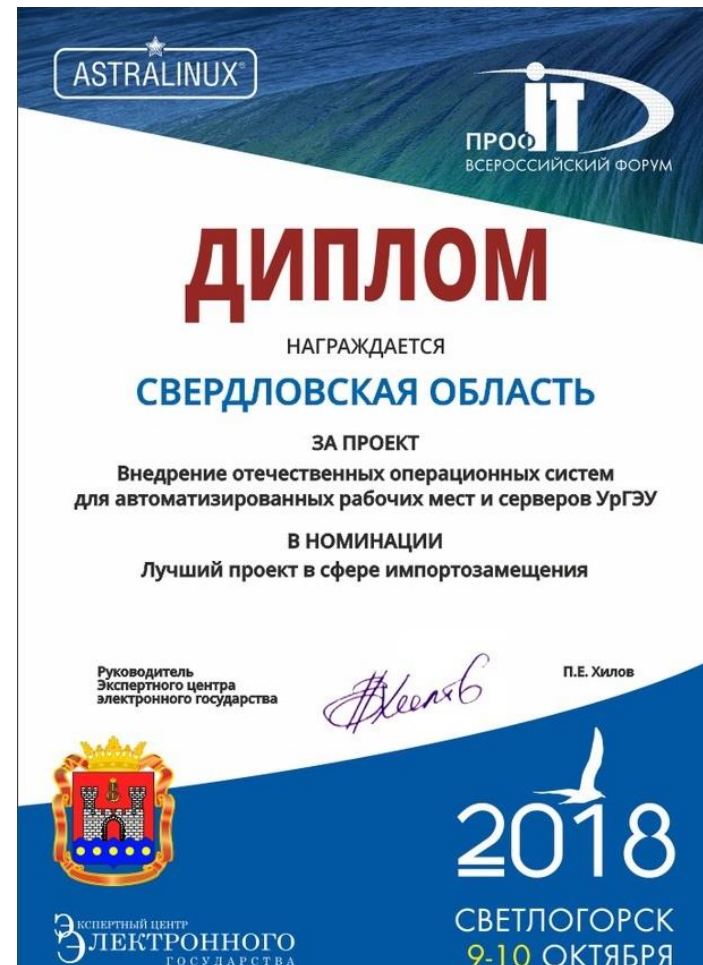 ASTRALINUX®
ПРОФ IT
ВСЕРОССИЙСКИЙ ФОРУМ
ДИПЛОМ
НАГРАЖДАЕТСЯ
СВЕРДЛОВСКАЯ ОБЛАСТЬ
ЗА ПРОЕКТ
Внедрение отечественных операционных систем
для автоматизированных рабочих мест и серверов УрГЭУ
В НОМИНАЦИИ
Лучший проект в сфере импортозамещения
Руководитель
Экспертного центра
электронного государства
П.Е. Хилов
2018
ЭКСПЕРТНЫЙ ЦЕНТР
ЭЛЕКТРОННОГО
ГОСУДАРСТВА
СВЕТЛОГОРСК
9-10 ОКТЯБРЯ